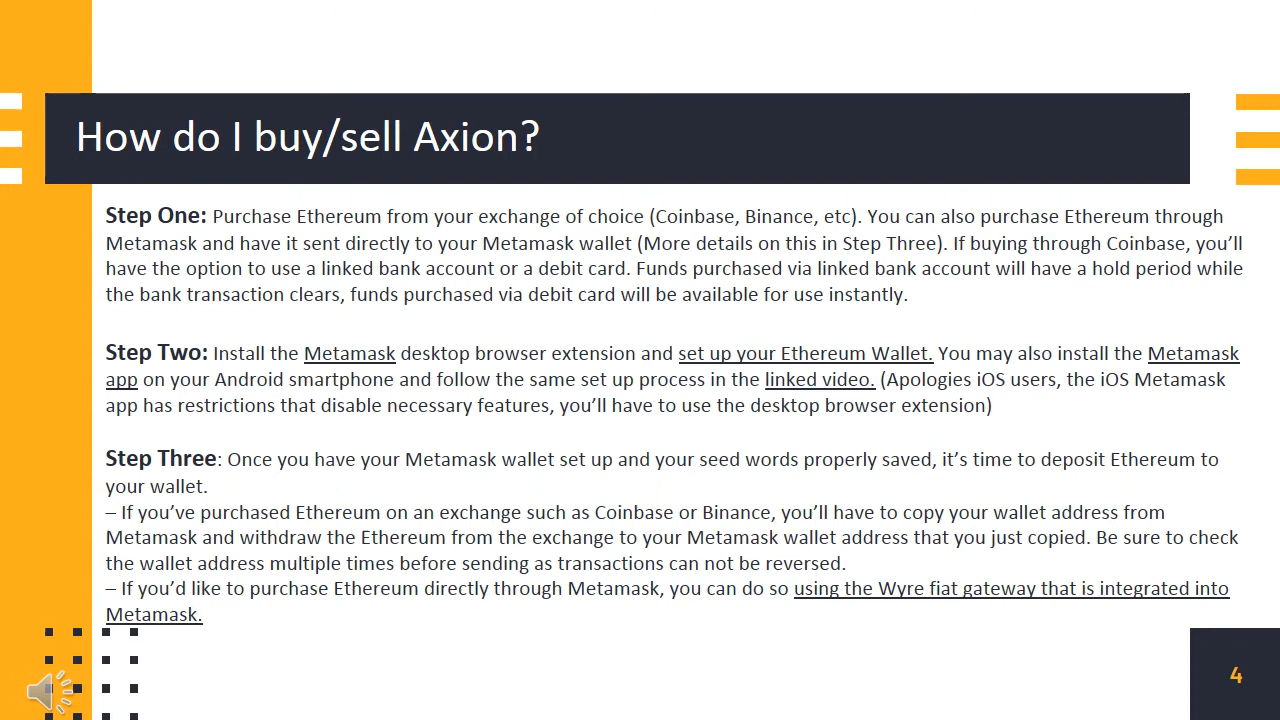 How do I buy/sell Axion?
Step One: Purchase Ethereum from your exchange of choice (Coinbase, Binance, etc). You can also purchase Ethereum through
Metamask and have it sent directly to your Metamask wallet (More details on this in Step Three). If buying through Coinbase, you’ll
have the option to use a linked bank account or a debit card. Funds purchased via linked bank account will have a hold period while
the bank transaction clears, funds purchased via debit card will be available for use instantly.
Step Two: Install the Metamask desktop browser extension and set up your Ethereum Wallet. You may also install the Metamask
app on your Android smartphone and follow the same set up process in the linked video. (Apologies iOS users, the iOS Metamask
app has restrictions that disable necessary features, you’ll have to use the desktop browser extension)
Step Three: Once you have your Metamask wallet set up and your seed words properly saved, it’s time to deposit Ethereum to
your wallet.
– If you’ve purchased Ethereum on an exchange such as Coinbase or Binance, you’ll have to copy your wallet address from
Metamask and withdraw the Ethereum from the exchange to your Metamask wallet address that you just copied. Be sure to check
the wallet address multiple times before sending as transactions can not be reversed.
– If you’d like to purchase Ethereum directly through Metamask, you can do so using the Wyre fiat gateway that is integrated into
Metamask.
4